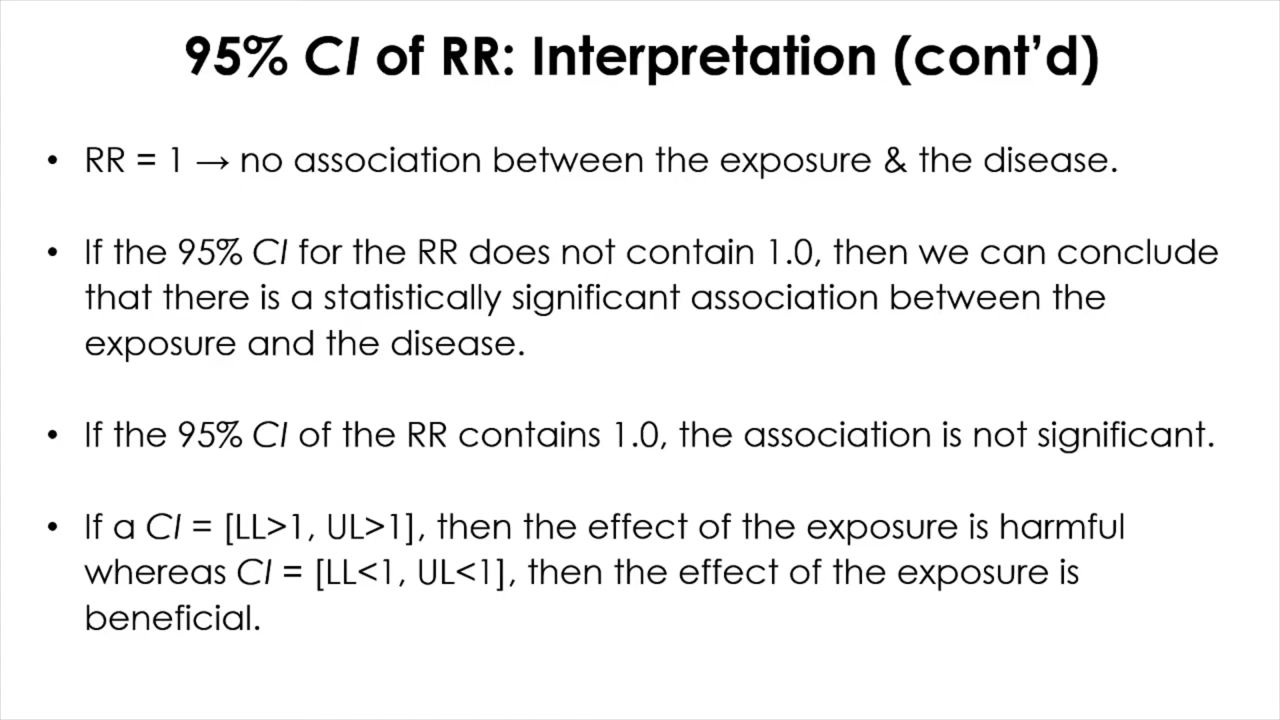 95% CI of RR: Interpretation (cont’d)
• RR = 1 → no association between the exposure & the disease.
• If the 95% CI for the RR does not contain 1.0, then we can conclude
that there is a statistically significant association between the
exposure and the disease.
• If the 95% CI of the RR contains 1.0, the association is not significant.
• If a CI = [LL>1, UL>1], then the effect of the exposure is harmful
whereas CI = [LL<1, UL<1], then the effect of the exposure is
beneficial.